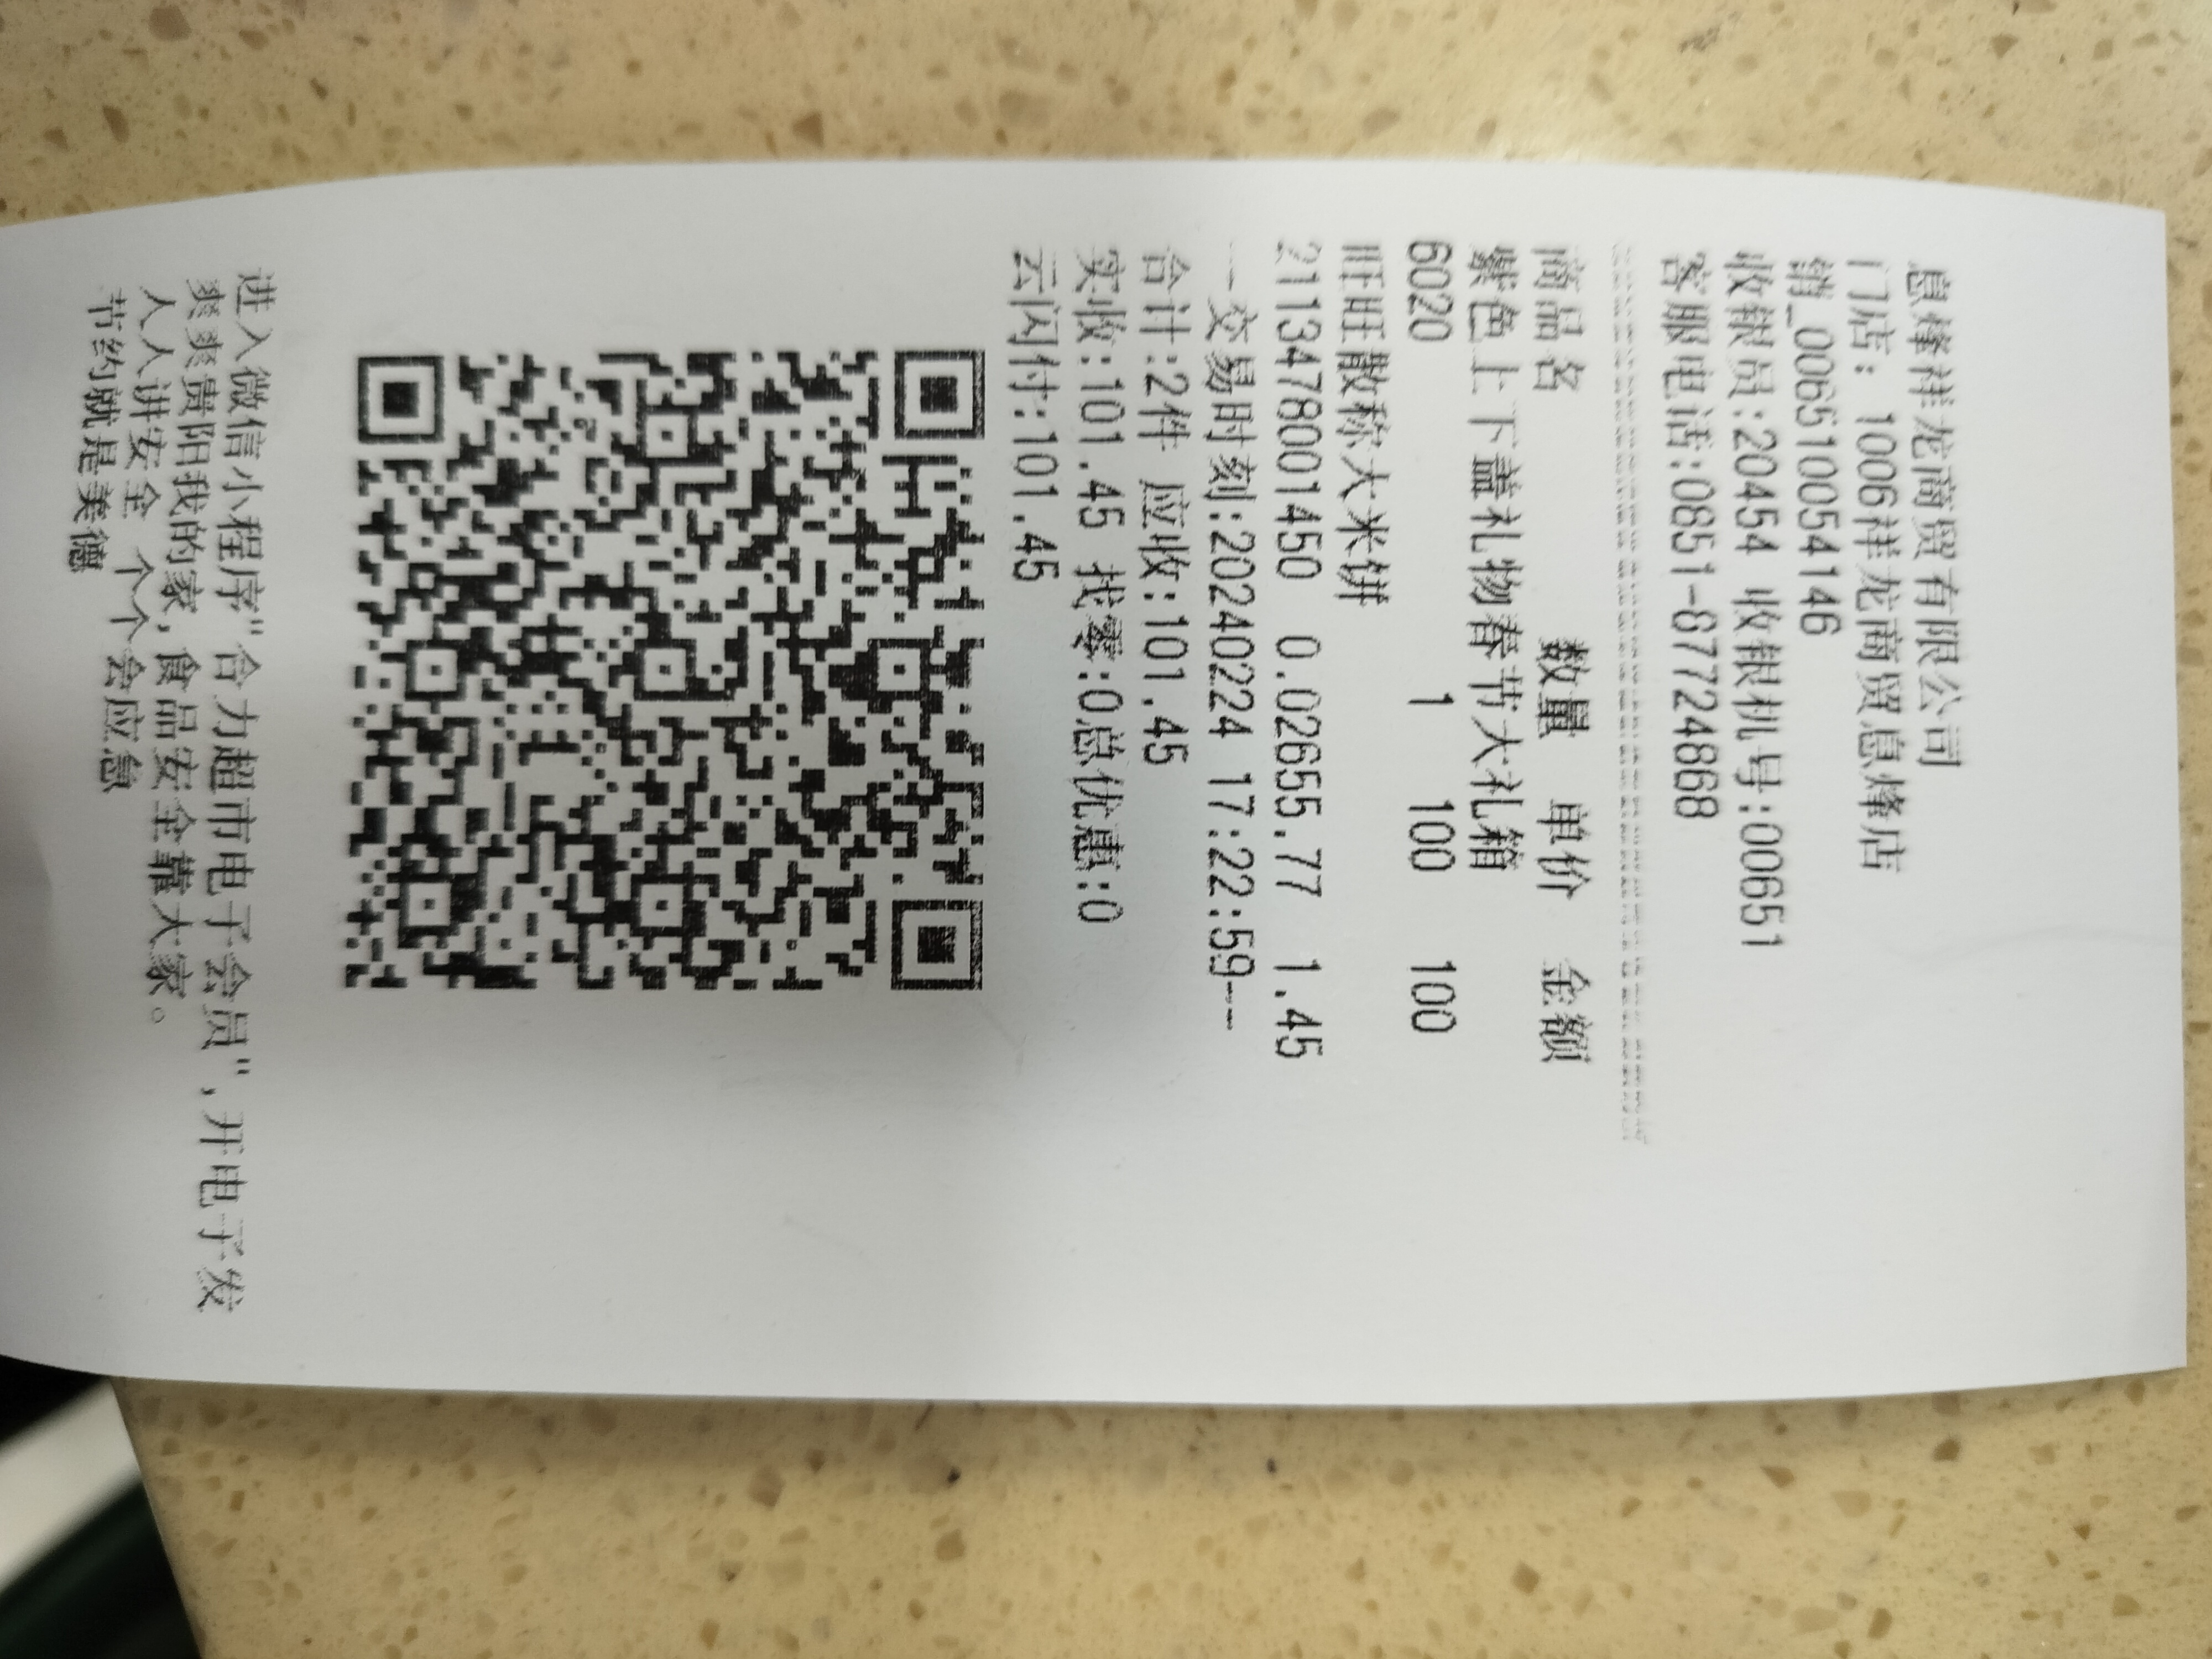 息烽祥龙商贸有限公司
门店：1006祥龙商贸息烽店
销_006510054146
收银员:20454 收银机号:00651
客服电话:0851-87724868
商品名 数量 单价 金额
紫色上下盖礼物春节大礼箱
6020 1 100 100
旺旺散称大米饼
2113478001450 0.02655.77 1.45
--交易时刻:20240224 17:22:59--
合计:2件 应收:101.45
实收:101.45 找零:0总优惠:0
云闪付:101.45
进入微信小程序“合力超市电子会员”,开电子发
爽爽贵阳我的家,食品安全靠大家。
人人讲安全 个个会应急
节约就是美德